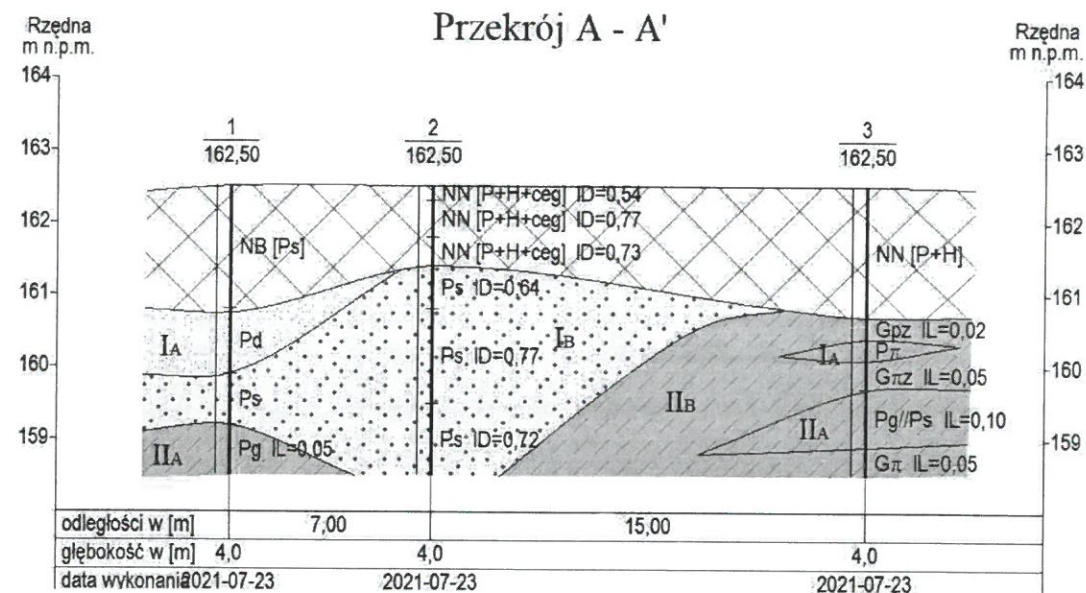 Przekrój A - A'
Rzędna
m n.p.m.
Rzędna
m n.p.m.
164
163
162
161
160
159
164
163
162
161
160
159
1
162,50
2
162,50
3
162,50
NB [Ps]
Pd
Ps
Pg IL=0,05
NN [P+H+ceg] ID=0,54
NN [P+H+ceg] ID=0,77
NN [P+H+ceg] ID=0,73
Ps ID=0,64
Ps ID=0,77
Ps ID=0,72
NN [P+H]
Gpz IL=0,02
Pπ
Gπz IL=0,05
Pg//Ps IL=0,10
Gπ IL=0,05
IA
IIA
IB
IIB
IA
IIA
odległości w [m] 7,00 15,00
głębokość w [m] 4,0 4,0 4,0
data wykonania 2021-07-23 2021-07-23 2021-07-23